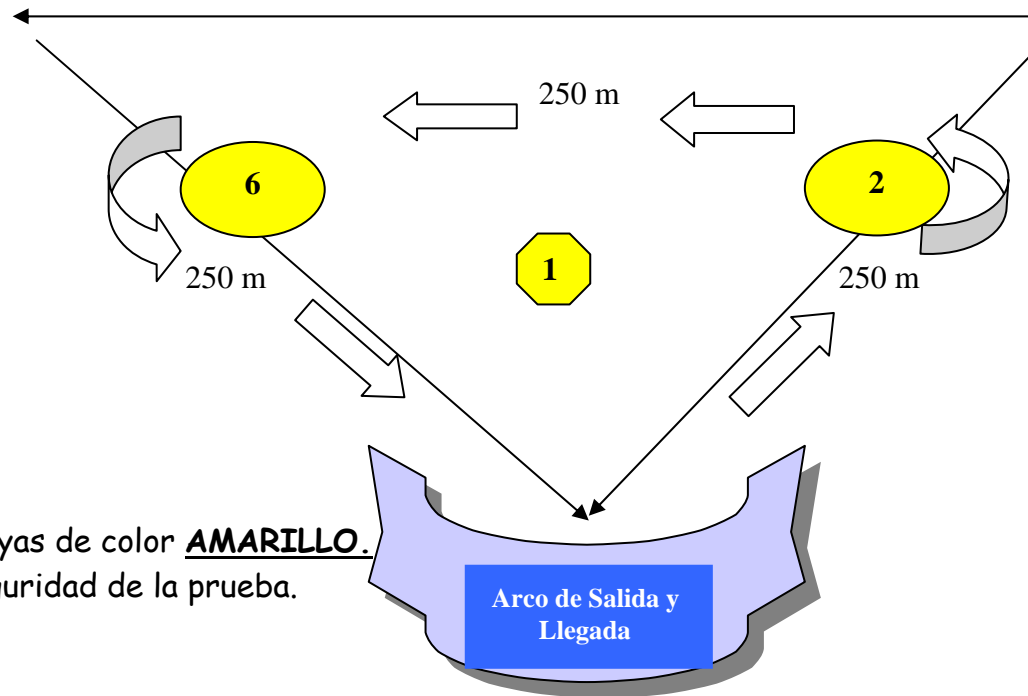 250 m
6
2
1
250 m
250 m
yas de color AMARILLO.
uridad de la prueba.
Arco de Salida y
Llegada